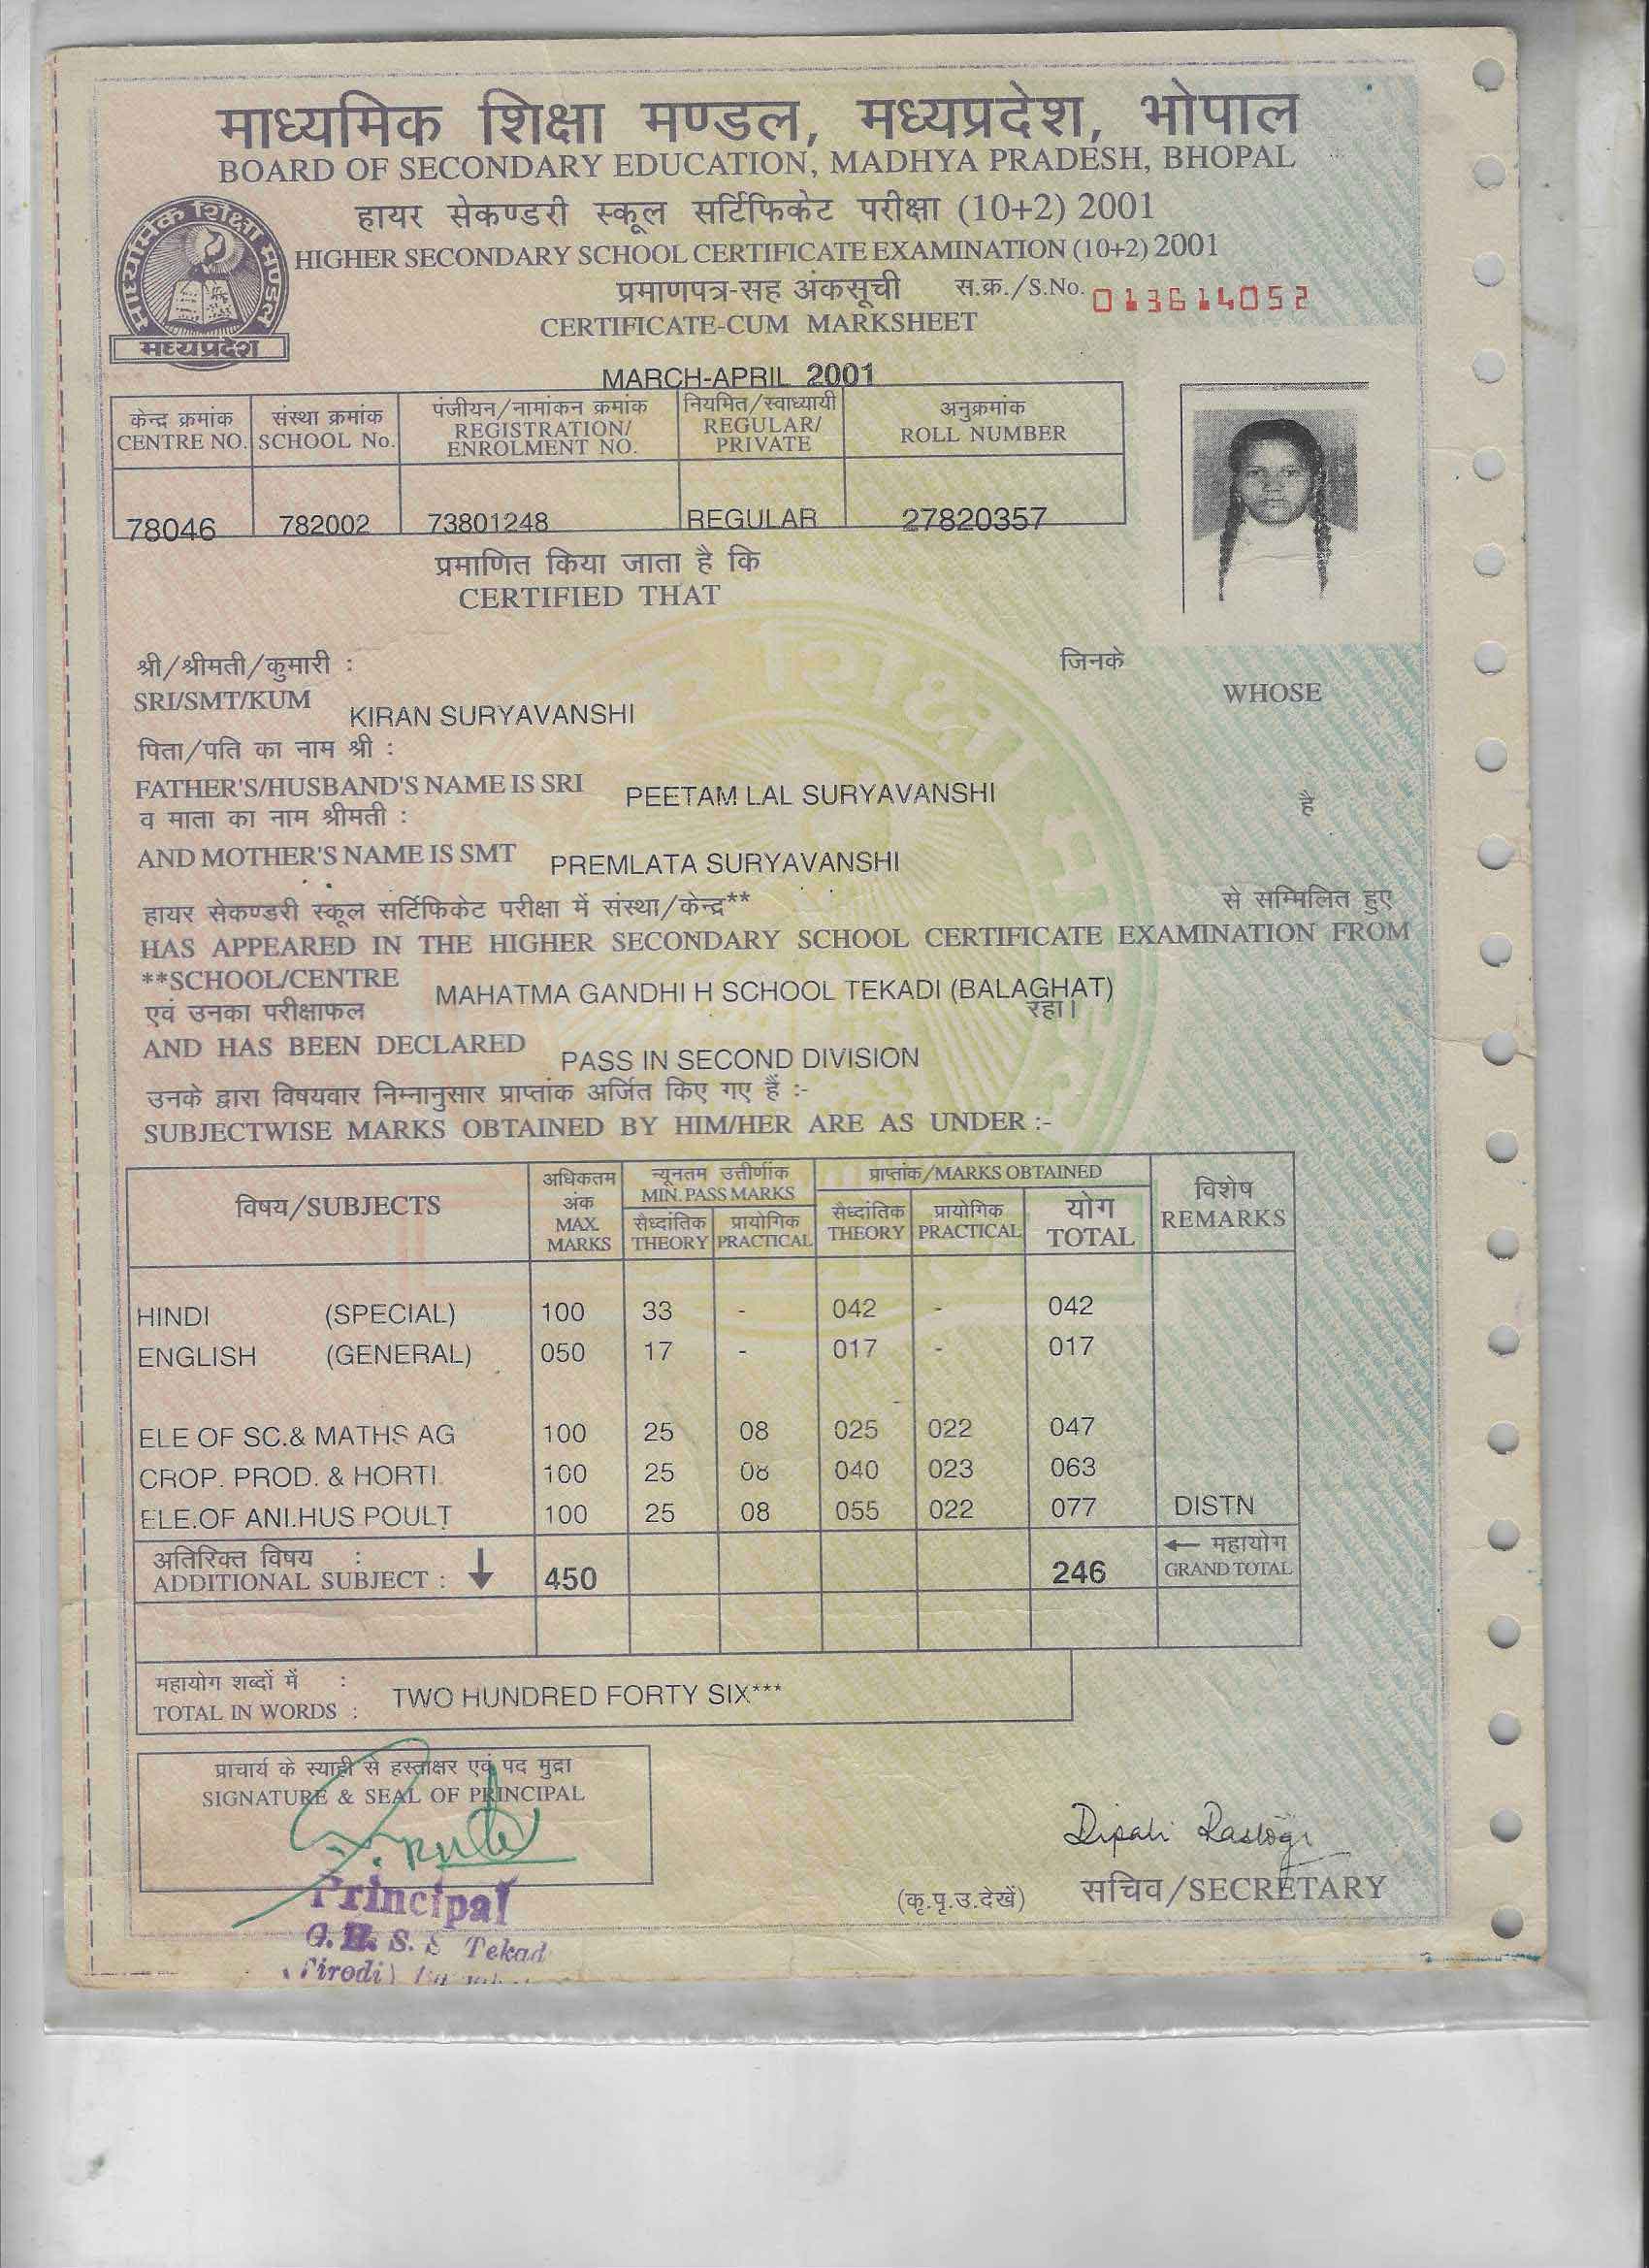 माध्यमिक शिक्षा मण्डल, मध्यप्रदेश, भोपाल
BOARD OF SECONDARY EDUCATION, MADHYA PRADESH, BHOPAL
हायर सेकण्डरी स्कूल सर्टिफिकेट परीक्षा (10+2) 2001
HIGHER SECONDARY SCHOOL CERTIFICATE EXAMINATION (10+2) 2001
प्रमाणपत्र-सह अंकसूची स.क्र./S.No. 013614052
CERTIFICATE-CUM MARKSHEET
माध्यमिक शिक्षा मण्डल
मध्यप्रदेश
MARCH-APRIL 2001
केन्द्र क्रमांक संस्था क्रमांक पंजीयन/नामांकन क्रमांक नियमित/स्वाध्यायी अनुक्रमांक
CENTRE NO. SCHOOL No. REGISTRATION/ ENROLMENT NO. REGULAR/ PRIVATE ROLL NUMBER
78046 782002 73801248 REGULAR 27820357
प्रमाणित किया जाता है कि
CERTIFIED THAT
श्री/श्रीमती/कुमारी : जिनके
SRI/SMT/KUM KIRAN SURYAVANSHI WHOSE
पिता/पति का नाम श्री :
FATHER'S/HUSBAND'S NAME IS SRI PEETAM LAL SURYAVANSHI
व माता का नाम श्रीमती : है
AND MOTHER'S NAME IS SMT PREMLATA SURYAVANSHI
हायर सेकण्डरी स्कूल सर्टिफिकेट परीक्षा में संस्था/केन्द्र** से सम्मिलित हुए
HAS APPEARED IN THE HIGHER SECONDARY SCHOOL CERTIFICATE EXAMINATION FROM
**SCHOOL/CENTRE MAHATMA GANDHI H SCHOOL TEKADI (BALAGHAT)
एवं उनका परीक्षाफल रहा।
AND HAS BEEN DECLARED PASS IN SECOND DIVISION
उनके द्वारा विषयवार निम्नानुसार प्राप्तांक अर्जित किए गए हैं :-
SUBJECTWISE MARKS OBTAINED BY HIM/HER ARE AS UNDER :-
विषय/SUBJECTS अधिकतम अंक MAX. MARKS न्यूनतम उत्तीर्णांक MIN. PASS MARKS प्राप्तांक/MARKS OBTAINED विशेष REMARKS
सैध्दांतिक THEORY प्रायोगिक PRACTICAL सैध्दांतिक THEORY प्रायोगिक PRACTICAL योग TOTAL
HINDI (SPECIAL) 100 33 - 042 - 042
ENGLISH (GENERAL) 050 17 - 017 - 017
ELE OF SC.& MATHS AG 100 25 08 025 022 047
CROP. PROD. & HORTI. 100 25 08 040 023 063
ELE.OF ANI.HUS POULT 100 25 08 055 022 077 DISTN
अतिरिक्त विषय : ← महायोग
ADDITIONAL SUBJECT : ↓ 450 246 GRAND TOTAL
महायोग शब्दों में :
TOTAL IN WORDS : TWO HUNDRED FORTY SIX***
प्राचार्य के स्याही से हस्ताक्षर एवं पद मुद्रा
SIGNATURE & SEAL OF PRINCIPAL
Principal
G. H. S. S Tekad
(Tirodi)
Dipali Rastogi
(कृ.पृ.उ.देखें) सचिव/SECRETARY